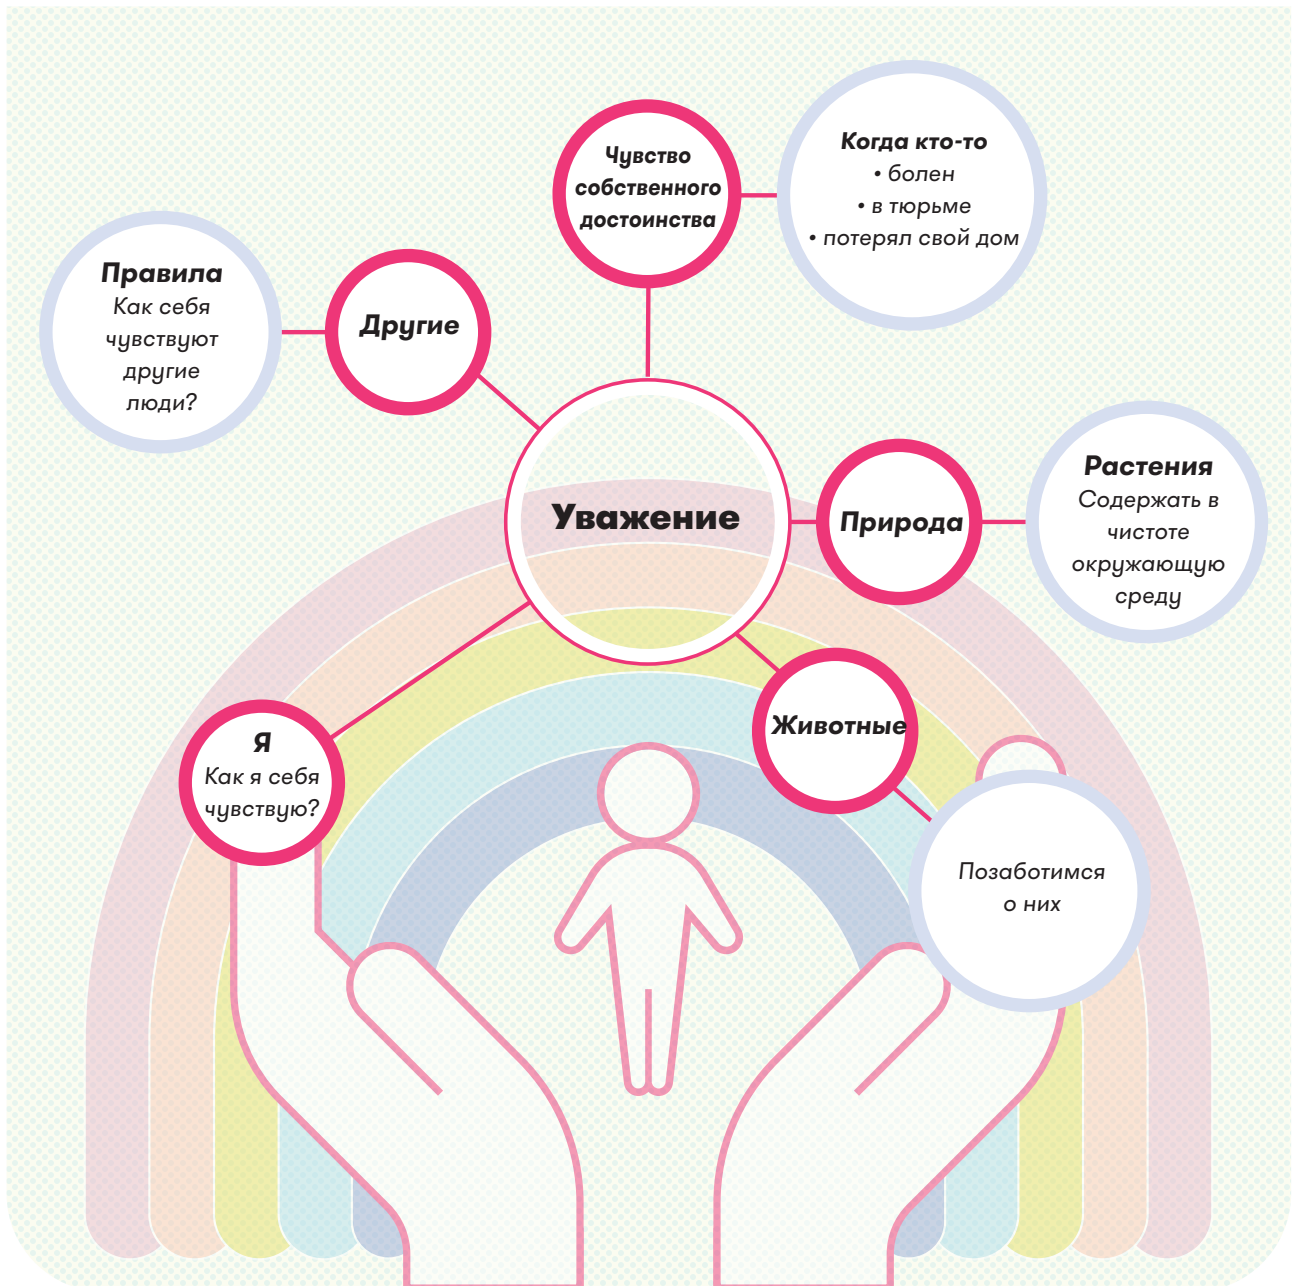 Чувство
собственного
достоинства
Когда кто-то
• болен
• в тюрьме
• потерял свой дом
Правила
Как себя
чувствуют
другие
люди?
Другие
Уважение
Природа
Растения
Содержать в
чистоте
окружающую
среду
Я
Как я себя
чувствую?
Животные
Позаботимся
о них